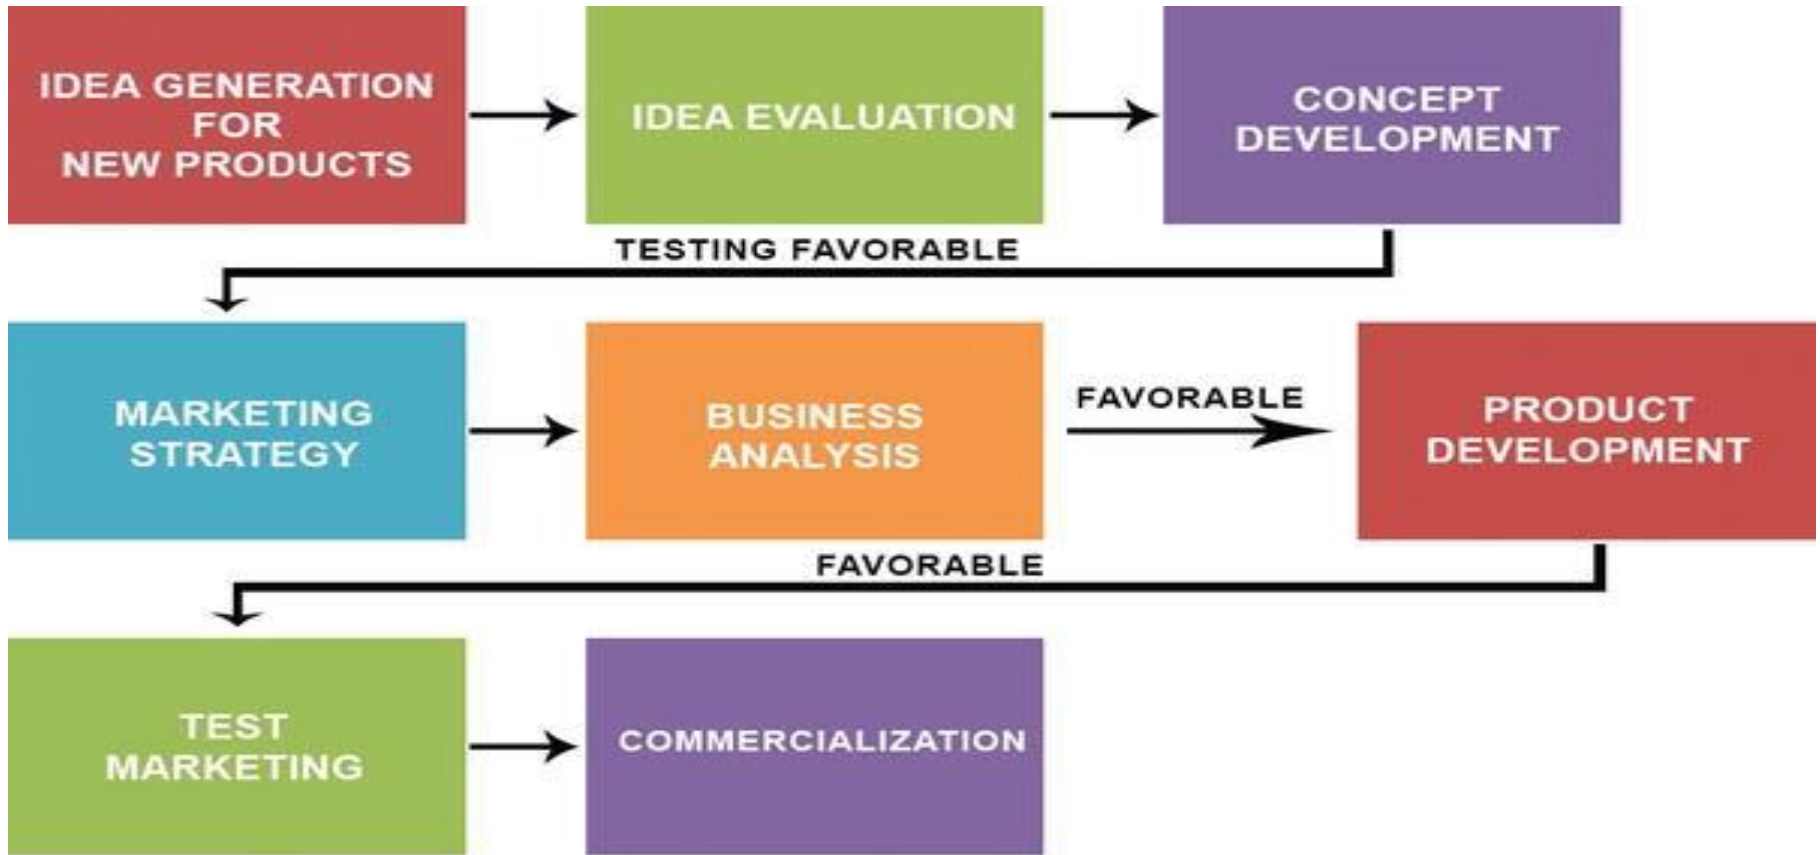 IDEA GENERATION
FOR
NEW PRODUCTS
IDEA EVALUATION
CONCEPT
DEVELOPMENT
TESTING FAVORABLE
MARKETING
STRATEGY
BUSINESS
ANALYSIS
FAVORABLE
PRODUCT
DEVELOPMENT
FAVORABLE
TEST
MARKETING
COMMERCIALIZATION